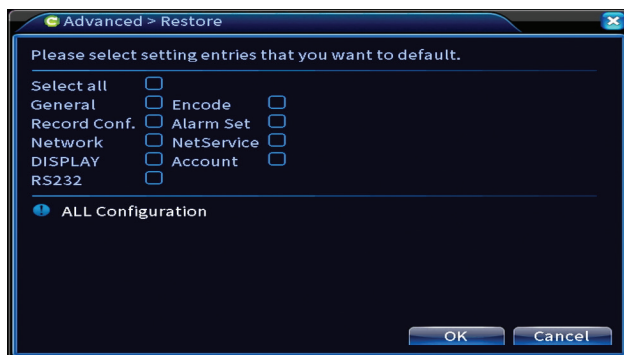 Advanced > Restore
Please select setting entries that you want to default.
Select all
General Encode
Record Conf. Alarm Set
Network NetService
DISPLAY Account
RS232
ALL Configuration
OK Cancel